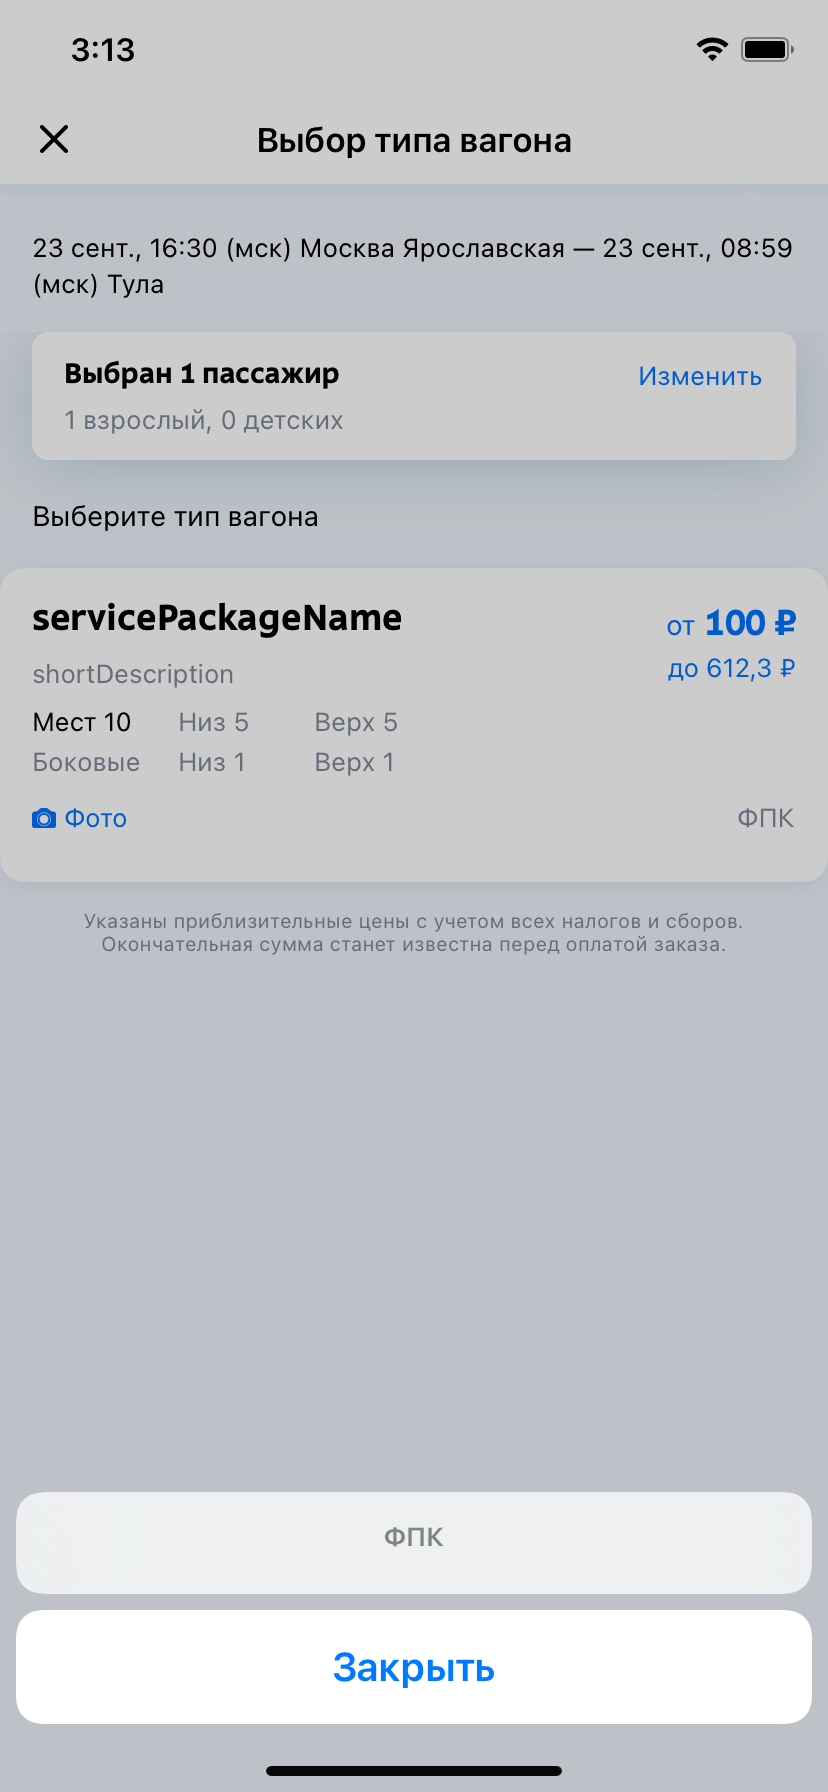 3:13
Выбор типа вагона
23 сент., 16:30 (мск) Москва Ярославская — 23 сент., 08:59
(мск) Тула
Выбран 1 пассажир
Изменить
1 взрослый, 0 детских
Выберите тип вагона
servicePackageName
от 100 ₽
shortDescription
до 612,3 ₽
Мест 10 Низ 5 Верх 5
Боковые Низ 1 Верх 1
Фото
ФПК
Указаны приблизительные цены с учетом всех налогов и сборов.
Окончательная сумма станет известна перед оплатой заказа.
ФПК
Закрыть